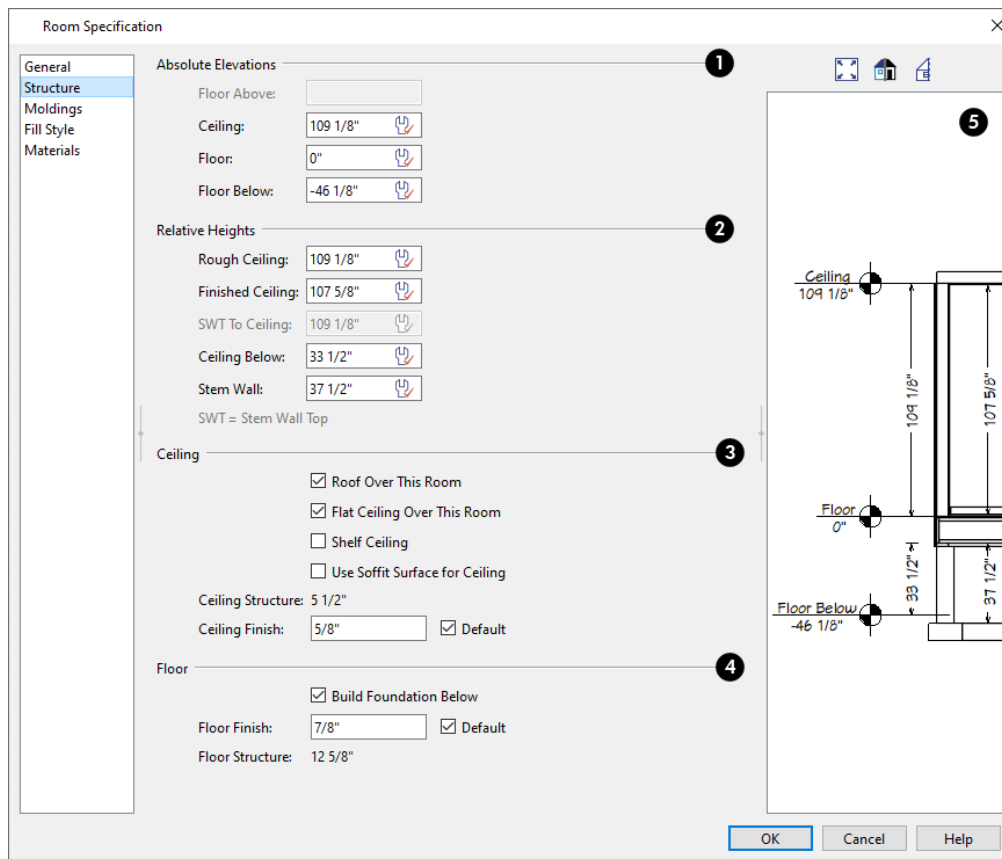 Room Specification
General
Structure
Moldings
Fill Style
Materials
Absolute Elevations 1
Floor Above:
Ceiling: 109 1/8"
Floor: 0"
Floor Below: -46 1/8"
Relative Heights 2
Rough Ceiling: 109 1/8"
Finished Ceiling: 107 5/8"
SWT To Ceiling: 109 1/8"
Ceiling Below: 33 1/2"
Stem Wall: 37 1/2"
SWT = Stem Wall Top
Ceiling 3
Roof Over This Room
Flat Ceiling Over This Room
Shelf Ceiling
Use Soffit Surface for Ceiling
Ceiling Structure: 5 1/2"
Ceiling Finish: 5/8" Default
Floor 4
Build Foundation Below
Floor Finish: 7/8" Default
Floor Structure: 12 5/8"
5
Ceiling
109 1/8"
109 1/8"
107 5/8"
Floor
0"
33 1/2"
37 1/2"
Floor Below
-46 1/8"
OK Cancel Help